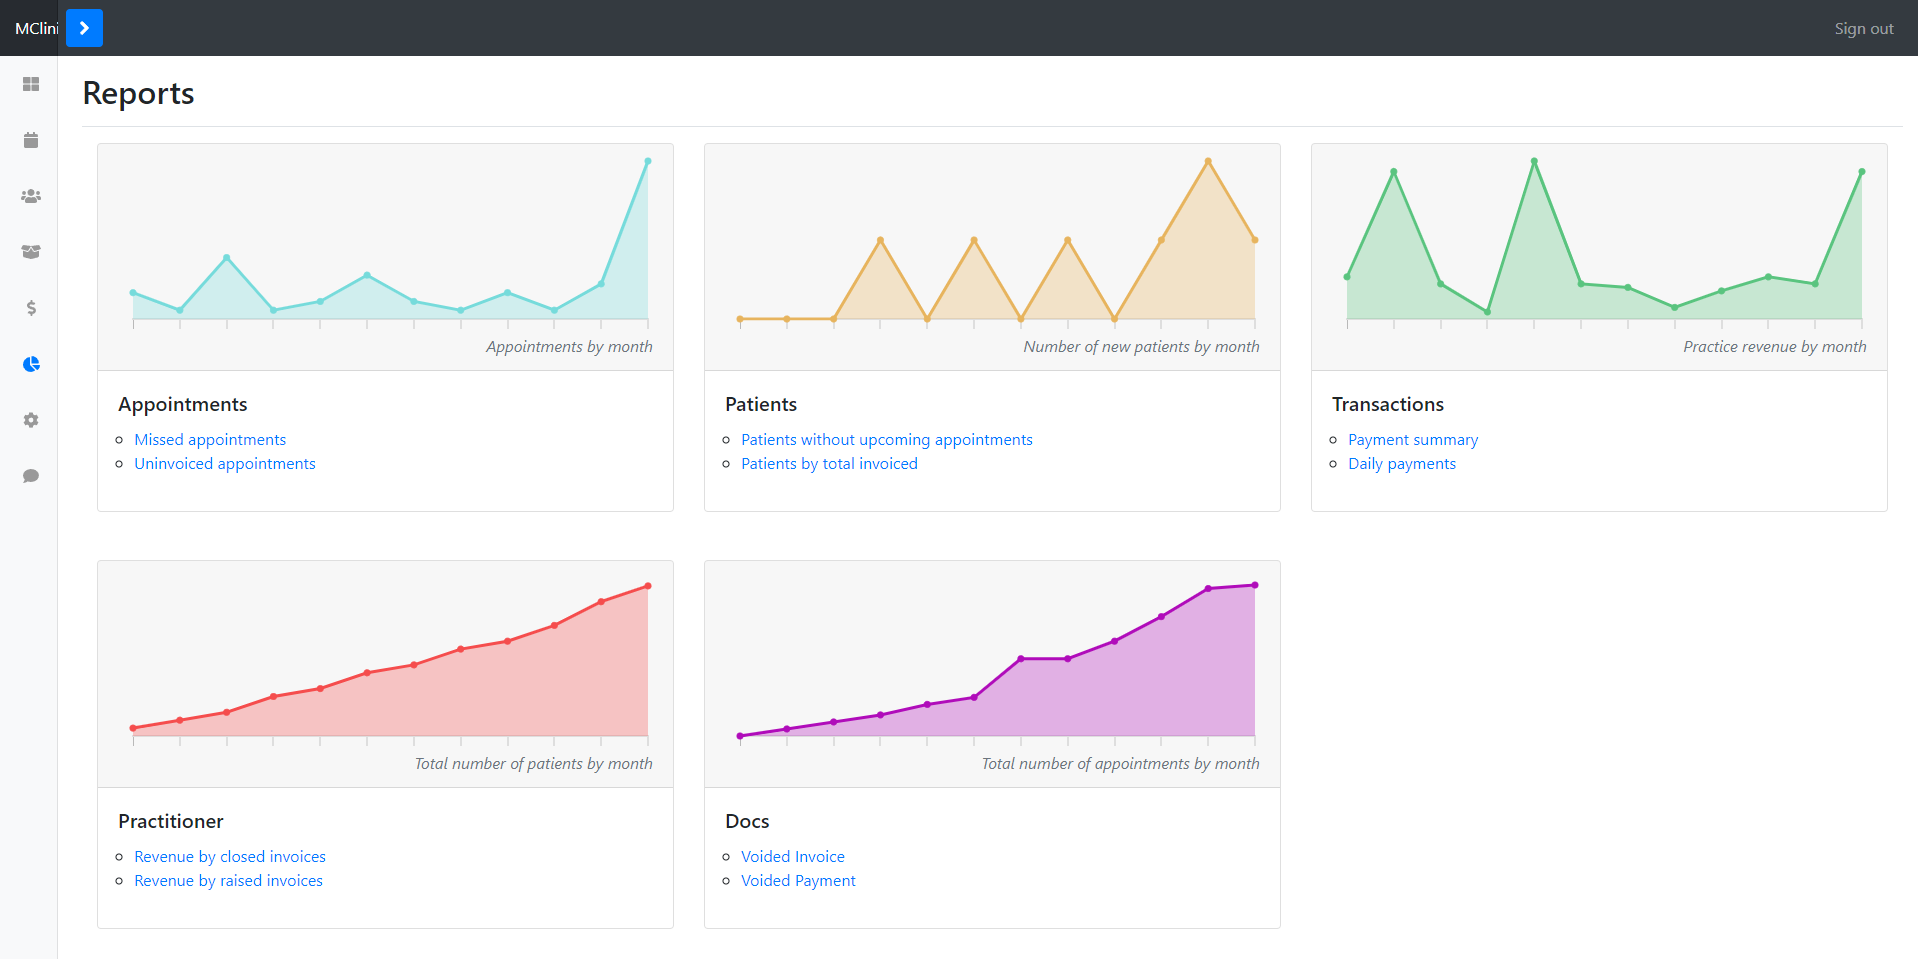 MClini
Sign out
Reports
Appointments by month
Number of new patients by month
Practice revenue by month
Appointments
Missed appointments
Uninvoiced appointments
Patients
Patients without upcoming appointments
Patients by total invoiced
Transactions
Payment summary
Daily payments
Total number of patients by month
Total number of appointments by month
Practitioner
Revenue by closed invoices
Revenue by raised invoices
Docs
Voided Invoice
Voided Payment